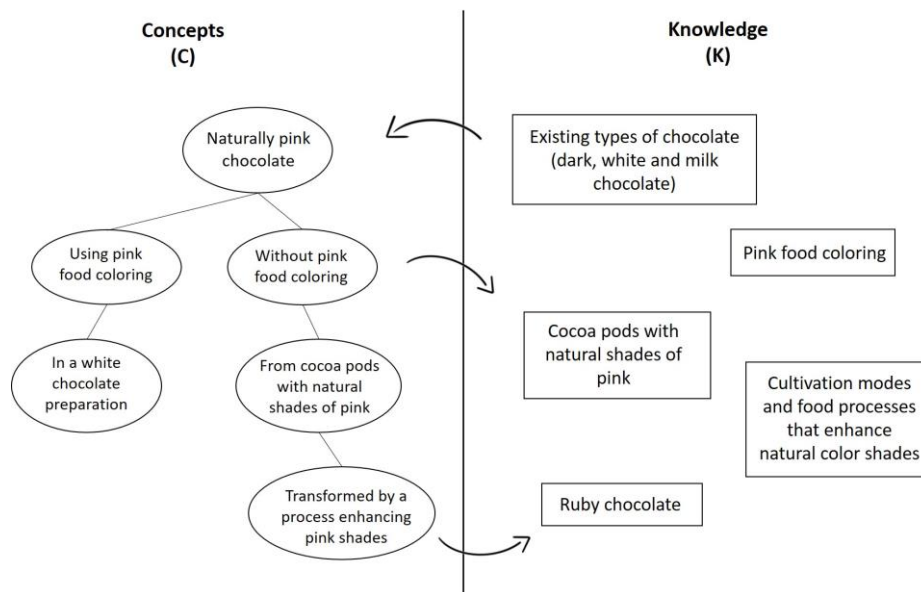 Concepts
(C)
Knowledge
(K)
Naturally pink
chocolate
Existing types of chocolate
(dark, white and milk
chocolate)
Using pink
food coloring
Without pink
food coloring
Pink food coloring
In a white
chocolate
preparation
From cocoa pods
with natural
shades of pink
Cocoa pods with
natural shades of
pink
Cultivation modes
and food processes
that enhance
natural color shades
Transformed by a
process enhancing
pink shades
Ruby chocolate